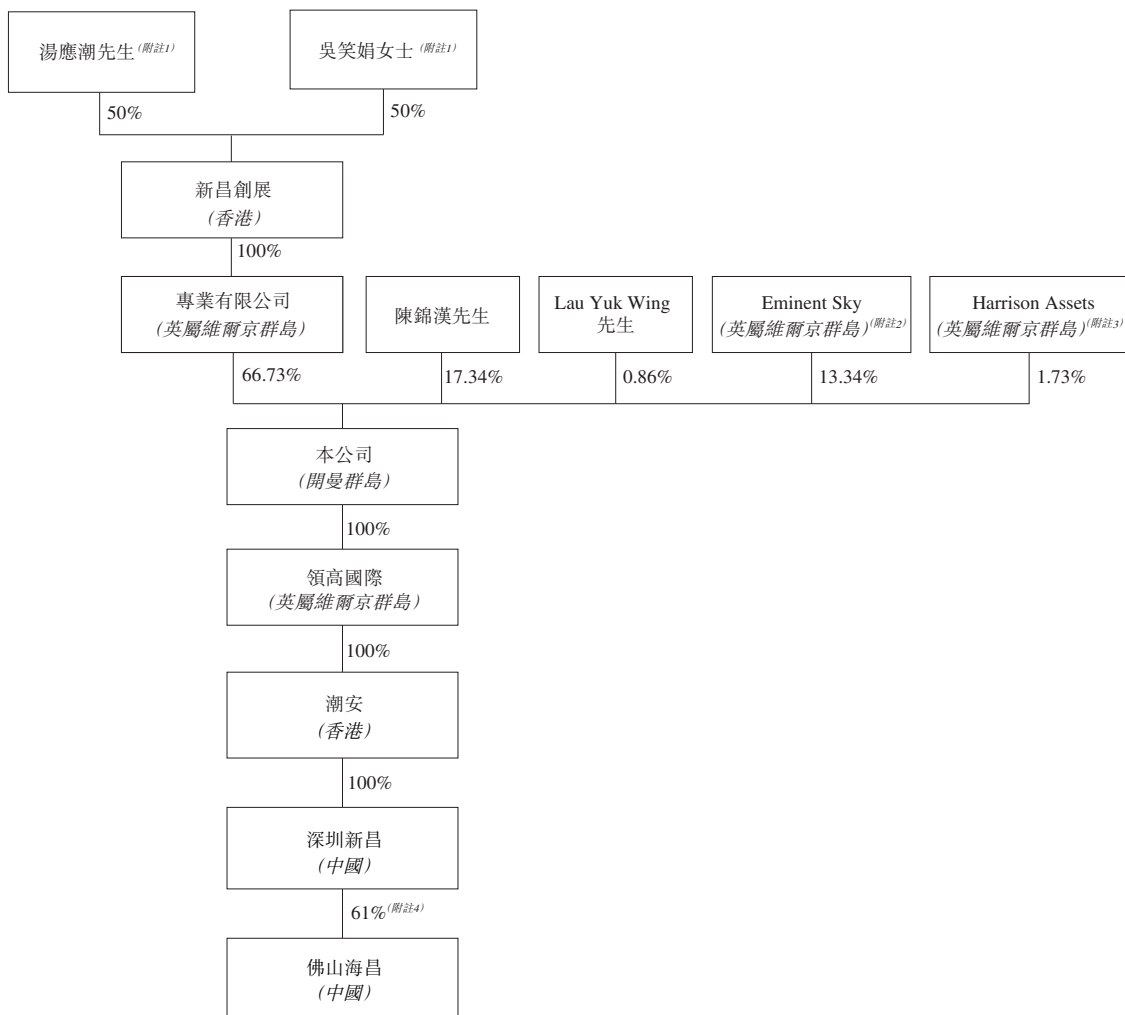 湯應潮先生(附註1)
吳笑娟女士(附註1)
50%
50%
新昌創展
(香港)
100%
專業有限公司
(英屬維爾京群島)
陳錦漢先生
Lau Yuk Wing
先生
Eminent Sky
(英屬維爾京群島)(附註2)
Harrison Assets
(英屬維爾京群島)(附註3)
66.73%
17.34%
0.86%
13.34%
1.73%
本公司
(開曼群島)
100%
領高國際
(英屬維爾京群島)
100%
潮安
(香港)
100%
深圳新昌
(中國)
61%(附註4)
佛山海昌
(中國)